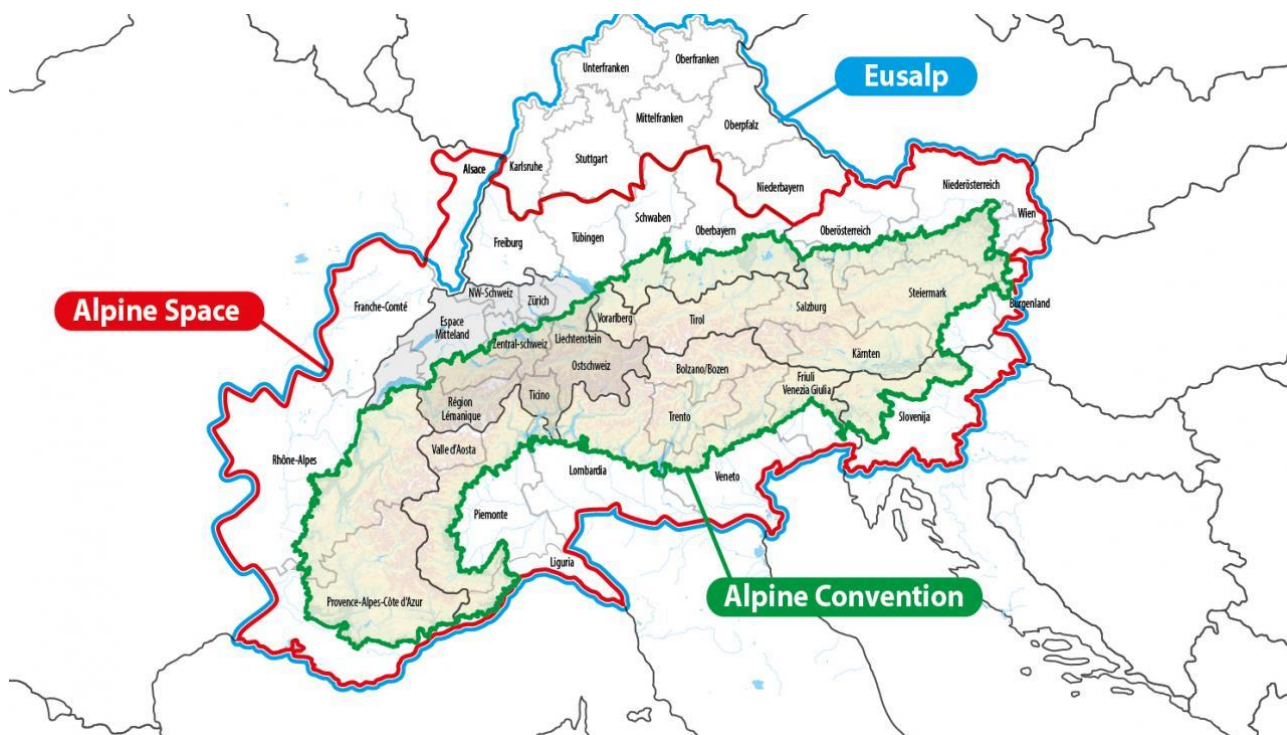 Unterfranken
Oberfranken
Eusalp
Mittelfranken
Oberpfalz
Karlsruhe
Stuttgart
Alsace
Niederbayern
Niederösterreich
Wien
Schwaben
Oberbayern
Oberösterreich
Freiburg
Tübingen
Franche-Comté
NW-Schweiz
Zürich
Alpine Space
Espace
Mitteland
Vorarlberg
Tirol
Salzburg
Steiermark
Burgenland
Zentral-schweiz
Liechtenstein
Ostschweiz
Kärnten
Bolzano/Bozen
Friuli
Venezia Giulia
Région
Lémanique
Ticino
Trento
Slovenija
Rhône-Alpes
Valle d'Aosta
Lombardia
Veneto
Piemonte
Liguria
Alpine Convention
Provence-Alpes-Côte d'Azur